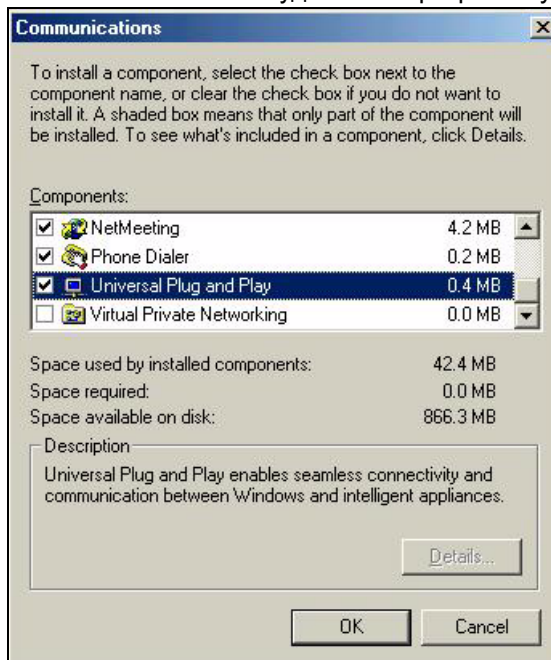 Communications
To install a component, select the check box next to the
component name, or clear the check box if you do not want to
install it. A shaded box means that only part of the component will
be installed. To see what's included in a component, click Details.
Components:
NetMeeting 4.2 MB
Phone Dialer 0.2 MB
Universal Plug and Play 0.4 MB
Virtual Private Networking 0.0 MB
Space used by installed components: 42.4 MB
Space required: 0.0 MB
Space available on disk: 866.3 MB
Description
Universal Plug and Play enables seamless connectivity and
communication between Windows and intelligent appliances.
Details...
OK Cancel